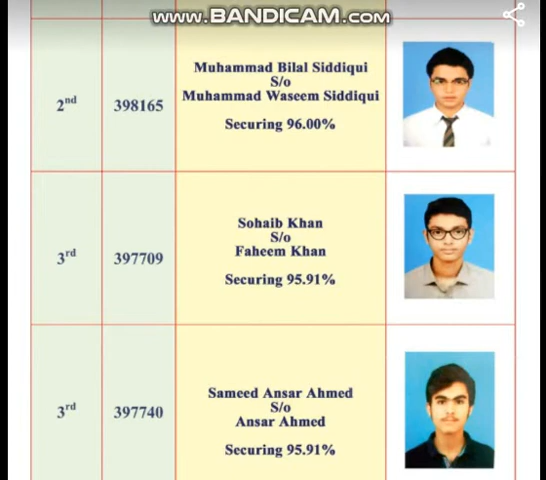 www.BANDICAM.com
2nd
398165
Muhammad Bilal Siddiqui
S/o
Muhammad Waseem Siddiqui
Securing 96.00%
3rd
397709
Sohaib Khan
S/o
Faheem Khan
Securing 95.91%
3rd
397740
Sameed Ansar Ahmed
S/o
Ansar Ahmed
Securing 95.91%